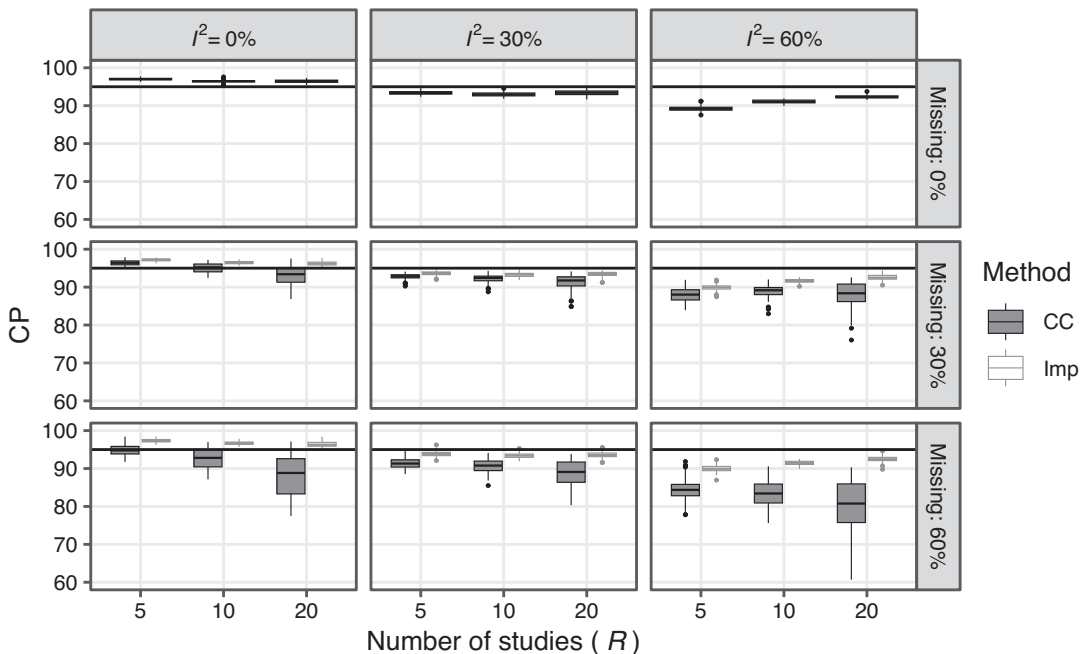 I² = 0%
I² = 30%
I² = 60%
100
90
80
70
60
Missing: 0%
100
90
80
70
60
Missing: 30%
100
90
80
70
60
Missing: 60%
CP
5 10 20
5 10 20
5 10 20
Number of studies ( R )
Method
CC
Imp